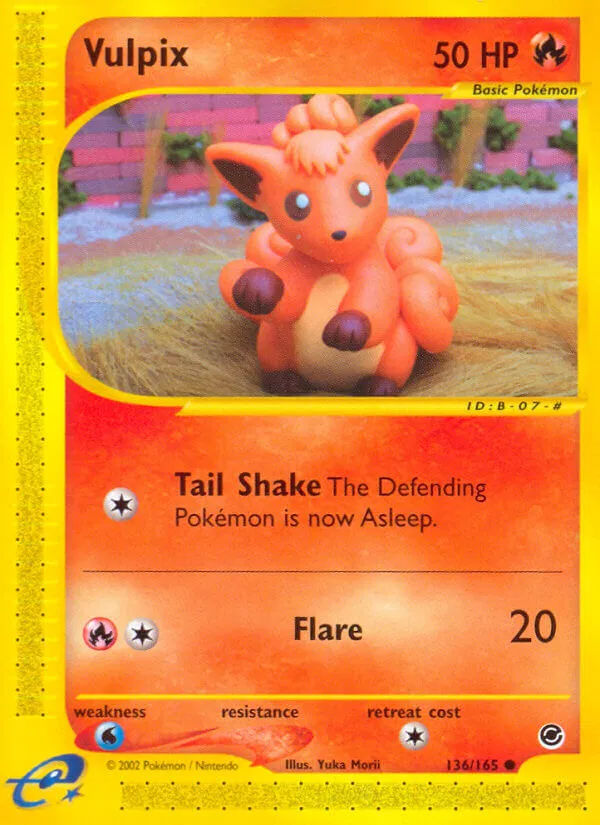 Vulpix
50 HP
Basic Pokémon
ID:B-07-#
Tail Shake The Defending
Pokémon is now Asleep.
Flare 20
weakness resistance retreat cost
© 2002 Pokémon / Nintendo Illus. Yuka Morii 136/165
e